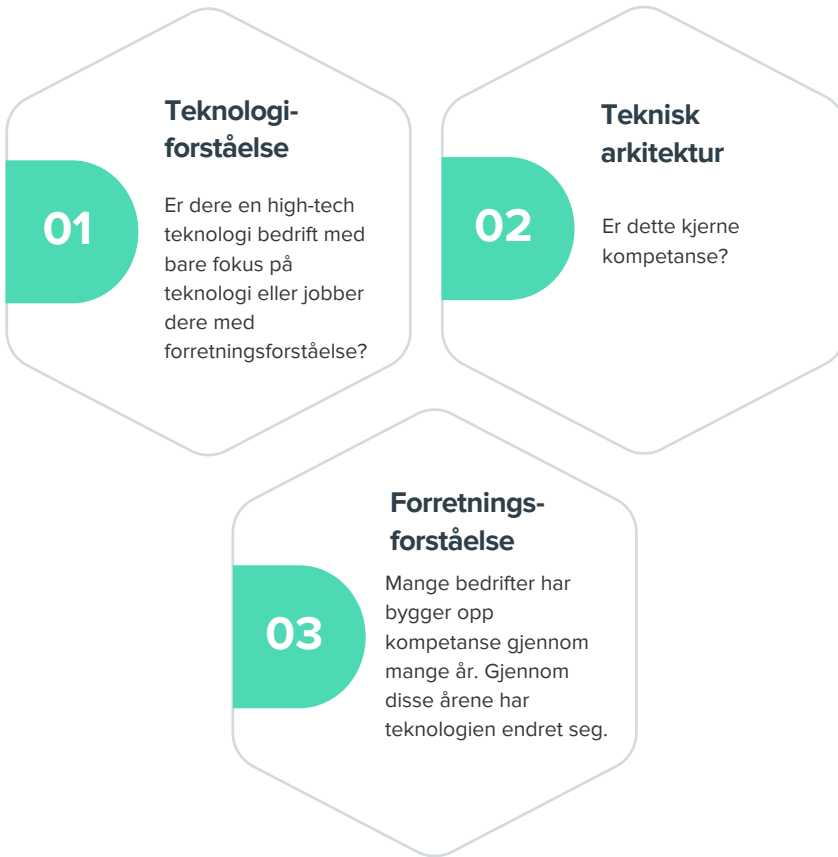 01
Teknologi-
forståelse
Er dere en high-tech
teknologi bedrift med
bare fokus på
teknologi eller jobber
dere med
forretningsforståelse?
02
Teknisk
arkitektur
Er dette kjerne
kompetanse?
03
Forretnings-
forståelse
Mange bedrifter har
bygger opp
kompetanse gjennom
mange år. Gjennom
disse årene har
teknologien endret seg.